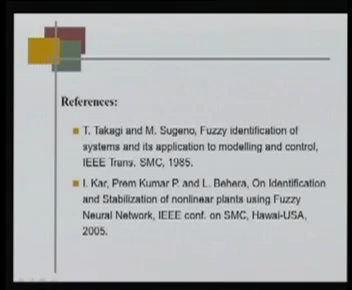 References:
T. Takagi and M. Sugeno, Fuzzy identification of
systems and its application to modelling and control,
IEEE Trans. SMC, 1985.
I. Kar, Prem Kumar P. and L. Behera, On Identification
and Stabilization of nonlinear plants using Fuzzy
Neural Network, IEEE conf. on SMC, Hawai-USA,
2005.